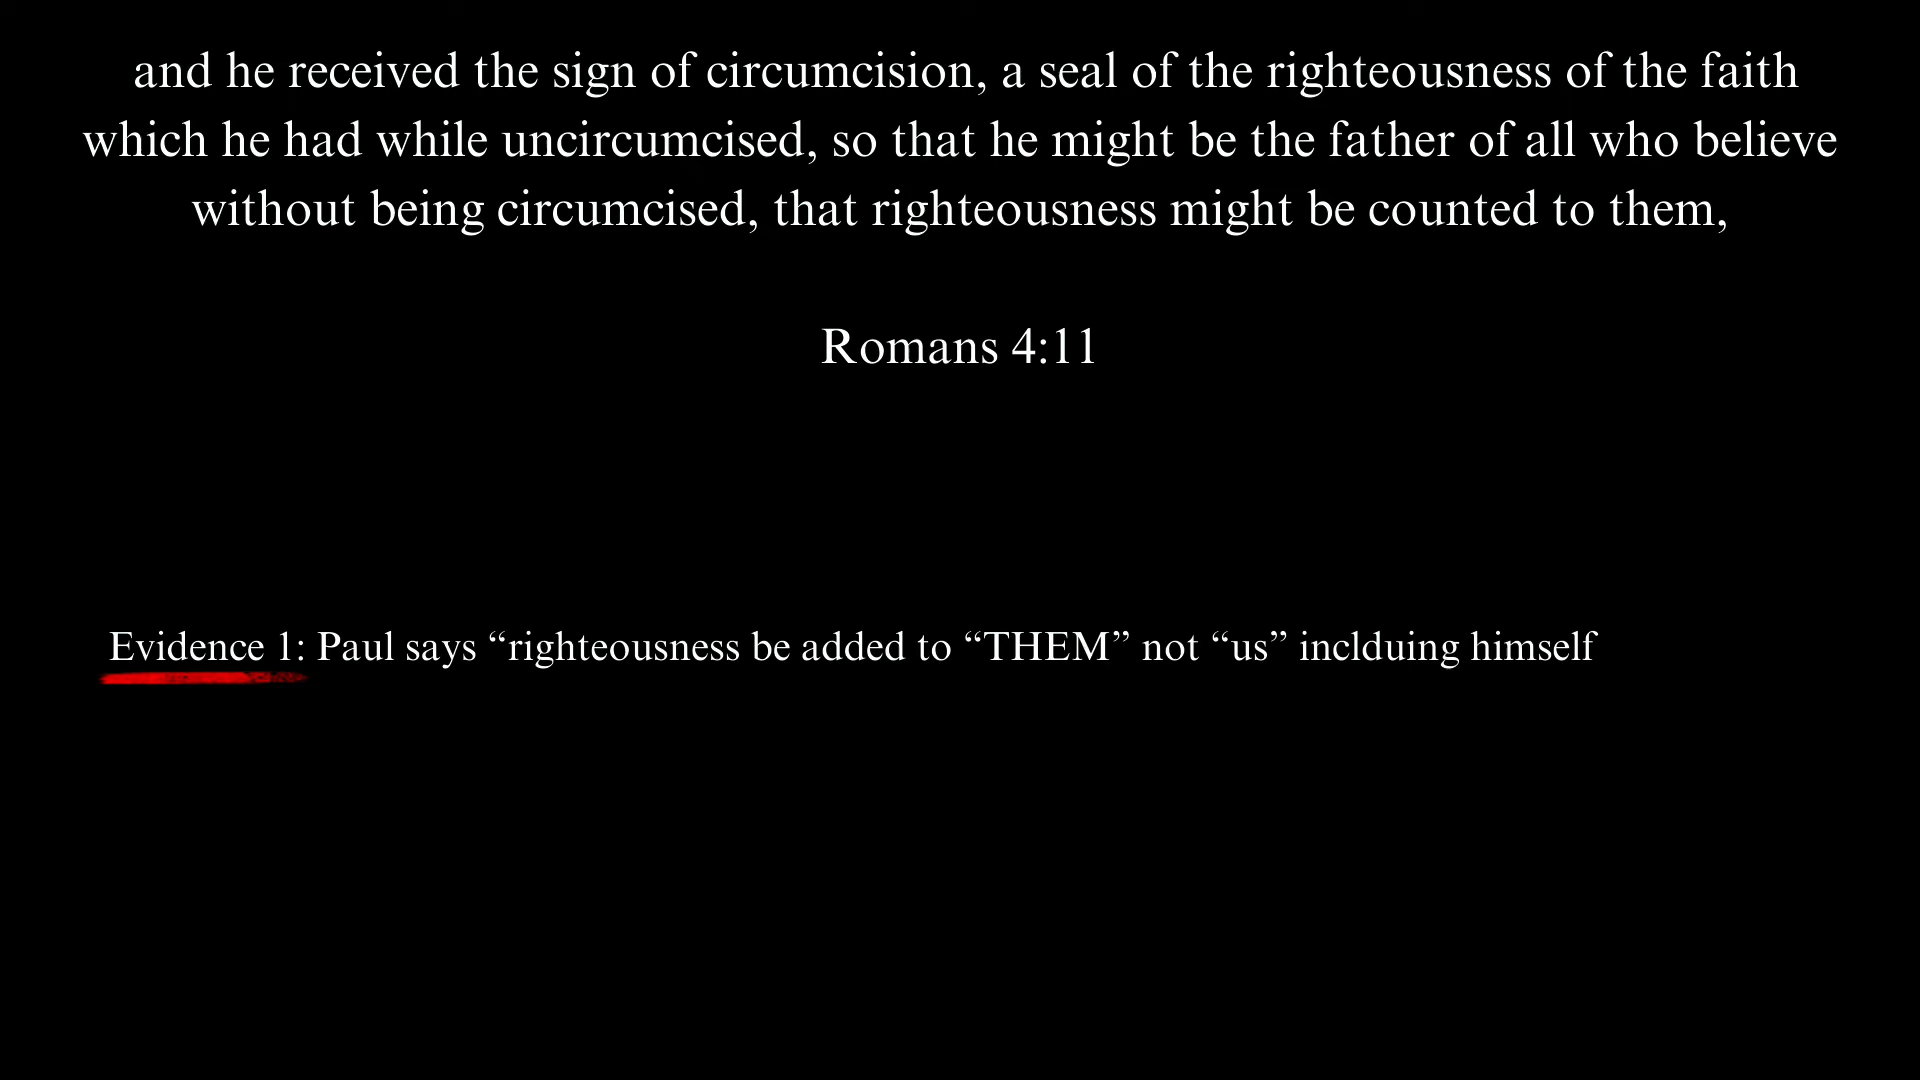 and he received the sign of circumcision, a seal of the righteousness of the faith
which he had while uncircumcised, so that he might be the father of all who believe
without being circumcised, that righteousness might be counted to them,
Romans 4:11
Evidence 1: Paul says “righteousness be added to “THEM” not “us” inclduing himself